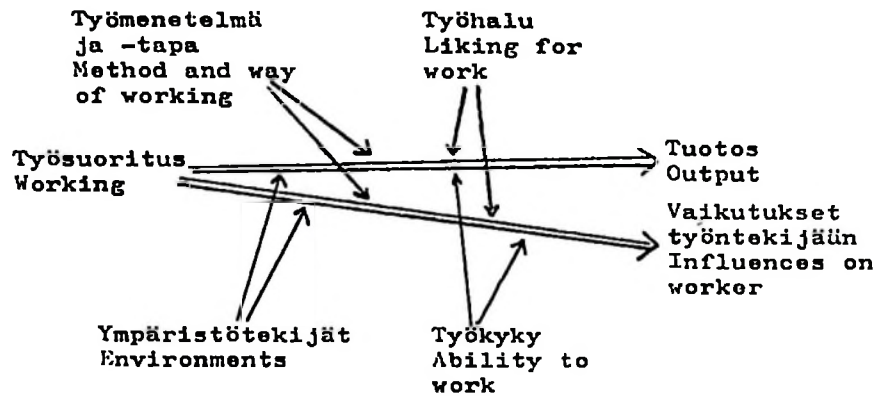 Työmenetelmä
ja -tapa
Method and way
of working
Työhalu
Liking for
work
Työsuoritus
Working
Tuotos
Output
Vaikutukset
työntekijään
Influences on
worker
Ympäristötekijät
Environments
Työkyky
Ability to
work